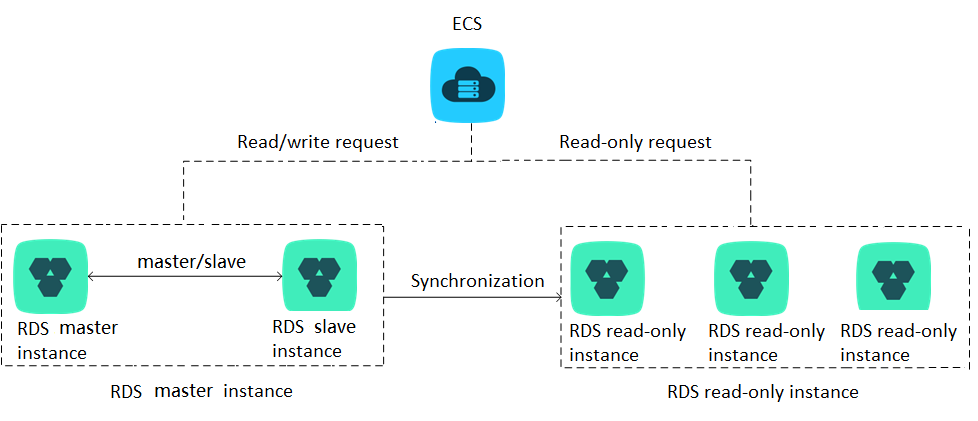 ECS
Read/write request
Read-only request
master/slave
Synchronization
RDS master
instance
RDS slave
instance
RDS read-only
instance
RDS read-only
instance
RDS read-only
instance
RDS master instance
RDS read-only instance